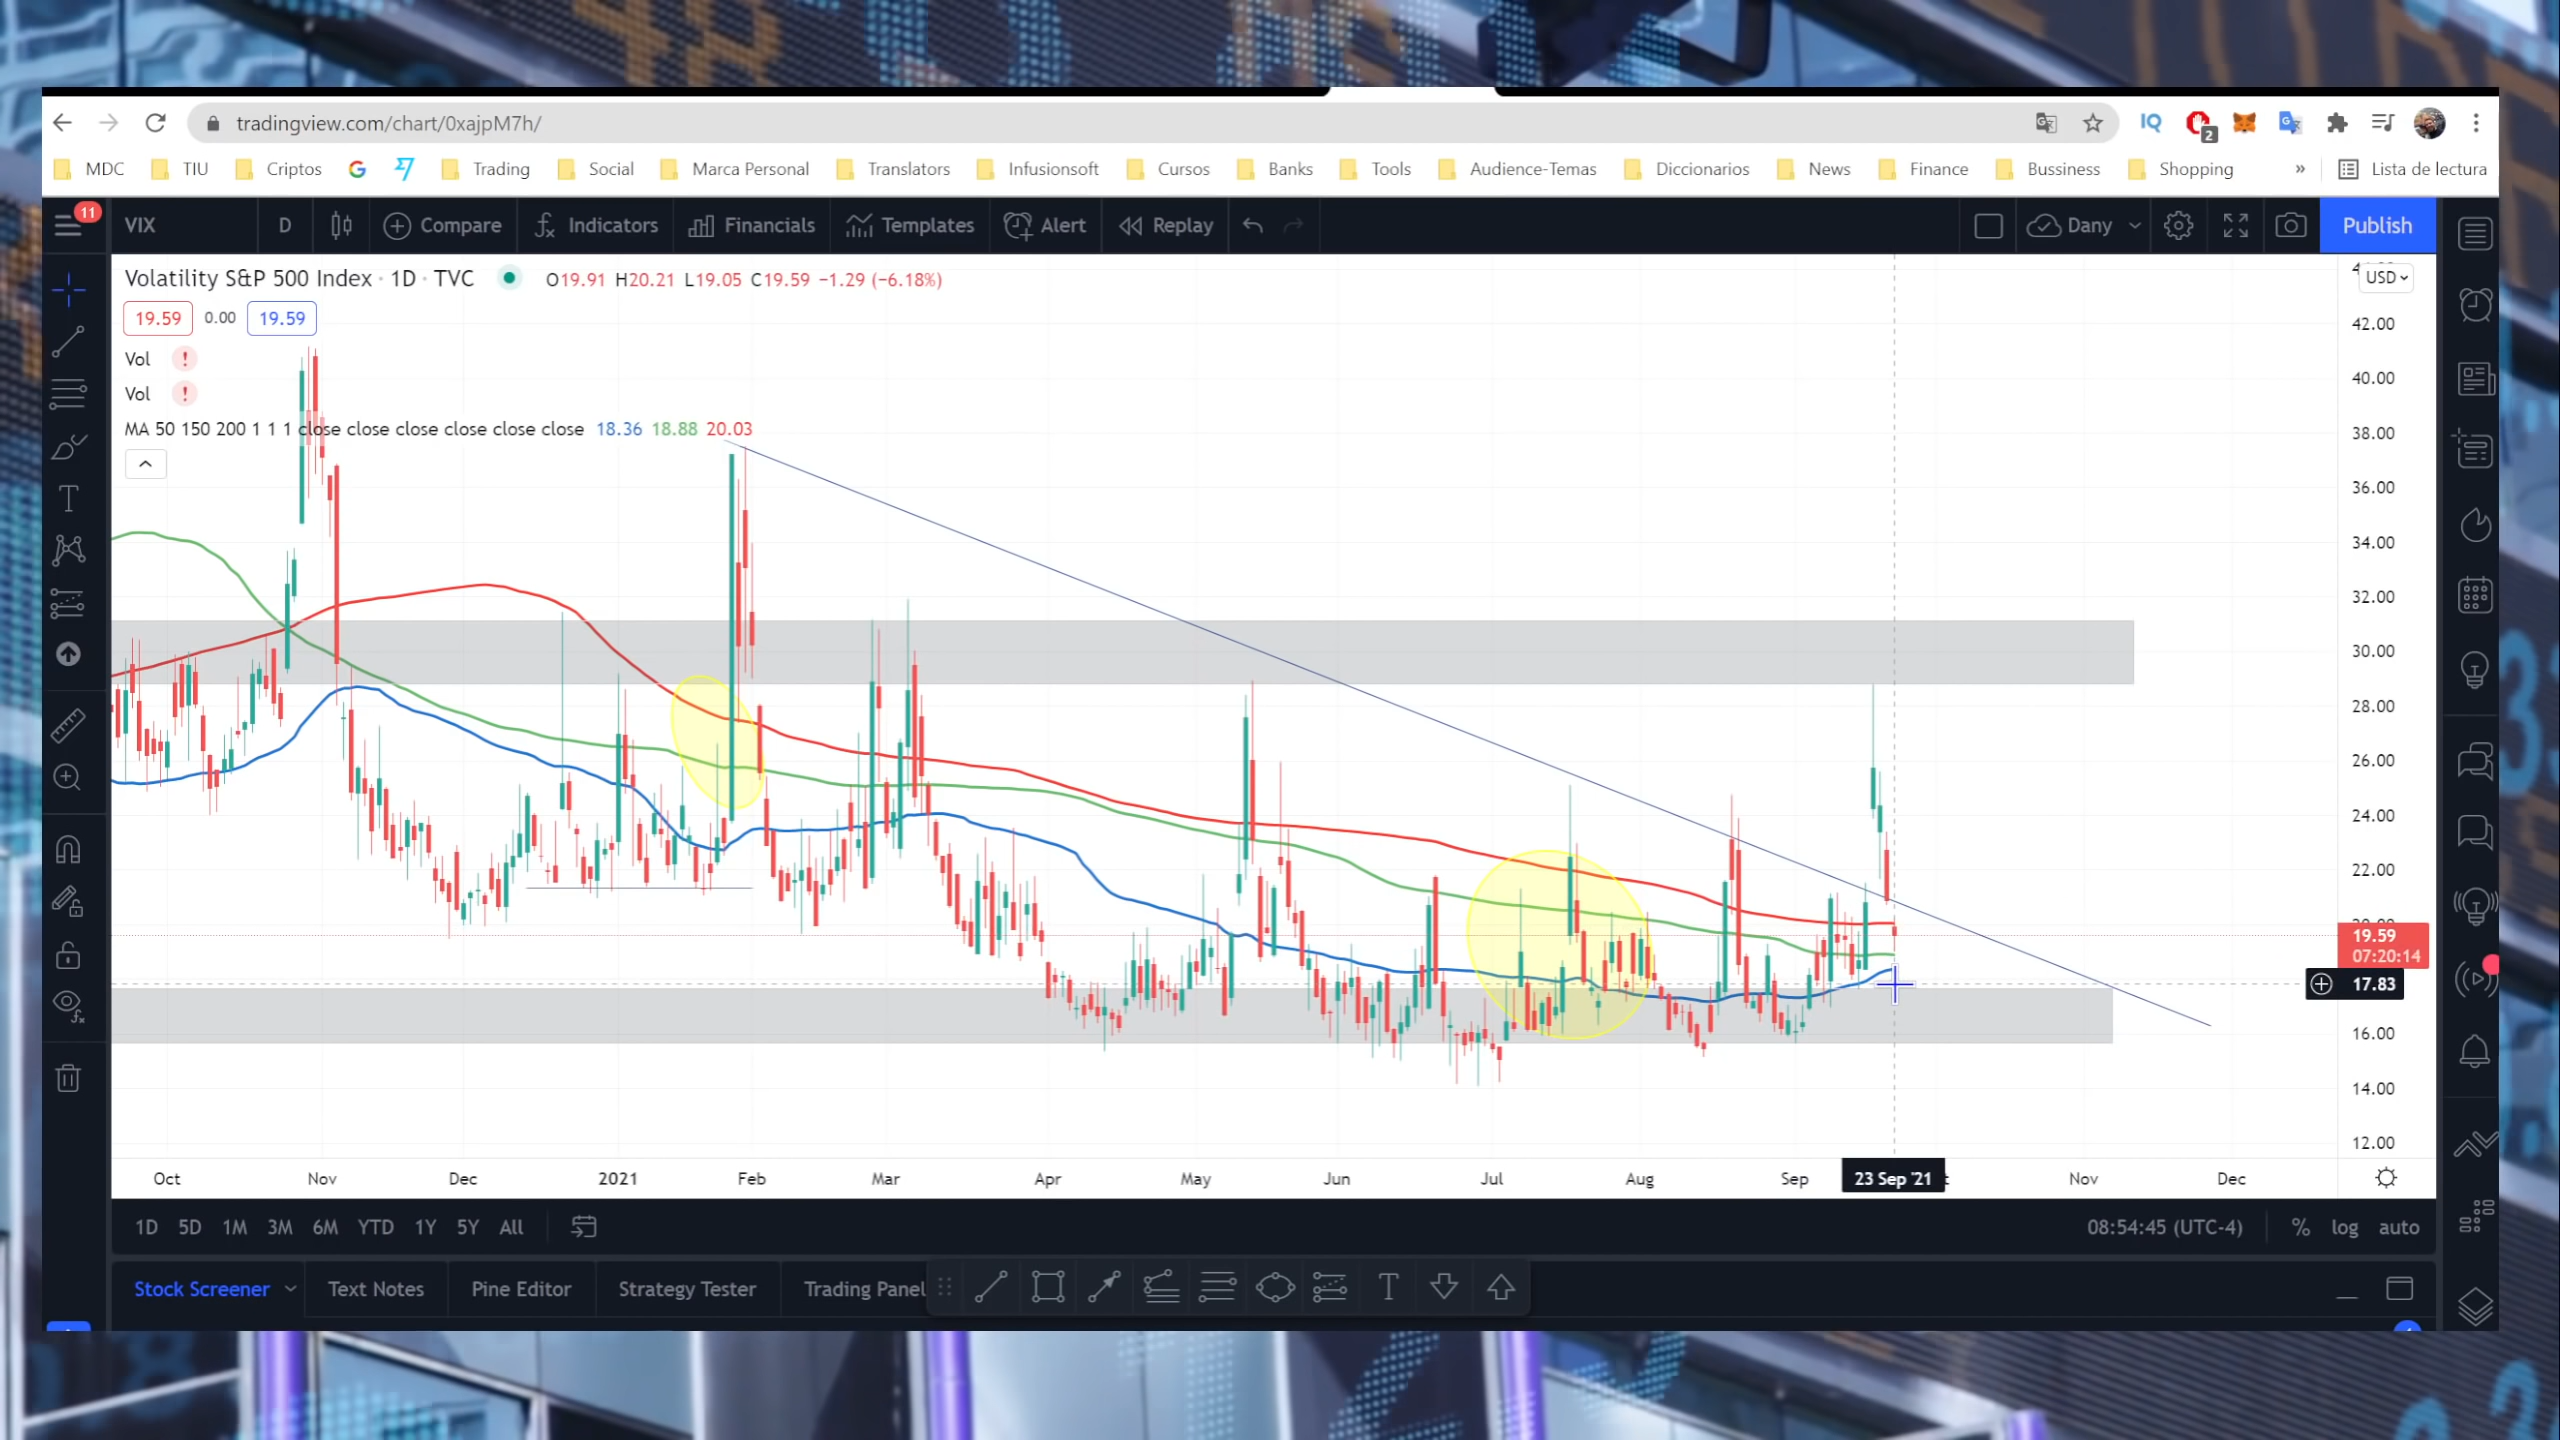 tradingview.com/chart/0xajpM7h/
IQ
2
MDC TIU Criptos Trading Social Marca Personal Translators Infusionsoft Cursos Banks Tools Audience-Temas Diccionarios News Finance Bussiness Shopping » Lista de lectura
11
VIX D Compare Indicators Financials Templates Alert Replay Dany Publish
Volatility S&P 500 Index · 1D · TVC O19.91 H20.21 L19.05 C19.59 −1.29 (−6.18%)
USD
19.59 0.00 19.59
Vol !
Vol !
MA 50 150 200 1 1 1 close close close close close close 18.36 18.88 20.03
42.00
40.00
38.00
36.00
34.00
32.00
30.00
28.00
26.00
24.00
22.00
19.59
07:20:14
17.83
16.00
14.00
12.00
Oct Nov Dec 2021 Feb Mar Apr May Jun Jul Aug Sep 23 Sep '21 Nov Dec
1D 5D 1M 3M 6M YTD 1Y 5Y All 08:54:45 (UTC-4) % log auto
Stock Screener Text Notes Pine Editor Strategy Tester Trading Panel